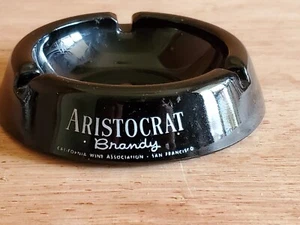 ARISTOCRAT
Brandy
CALIFORNIA WINE ASSOCIATION - SAN FRANCISCO